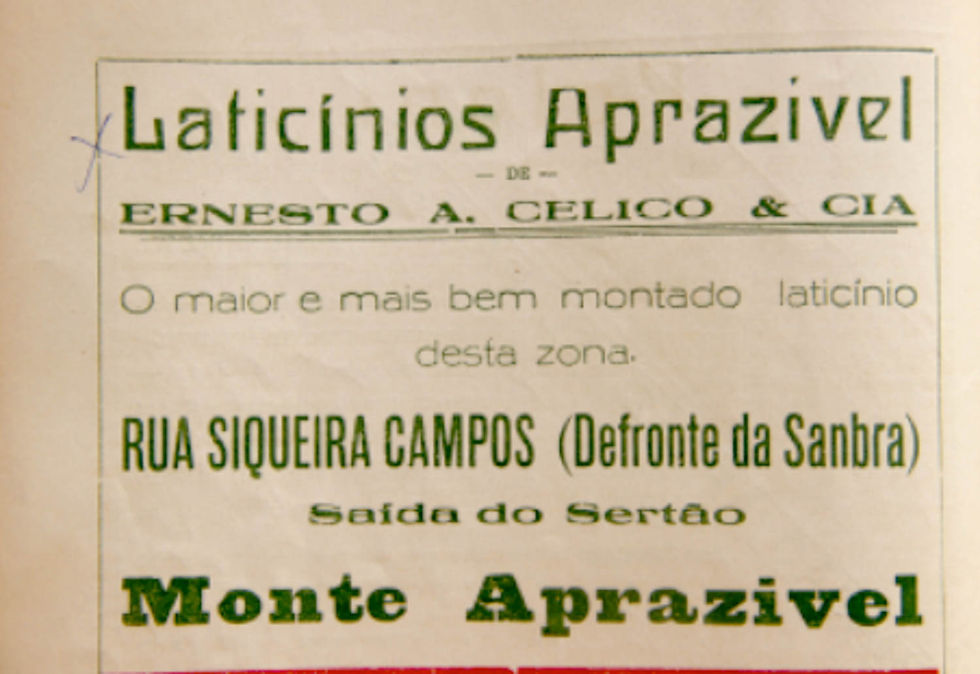 Laticínios Aprazivel
— DE —
ERNESTO A. CELICO & CIA
O maior e mais bem montado laticínio
desta zona.
RUA SIQUEIRA CAMPOS (Defronte da Sanbra)
Saída do Sertão
Monte Aprazivel